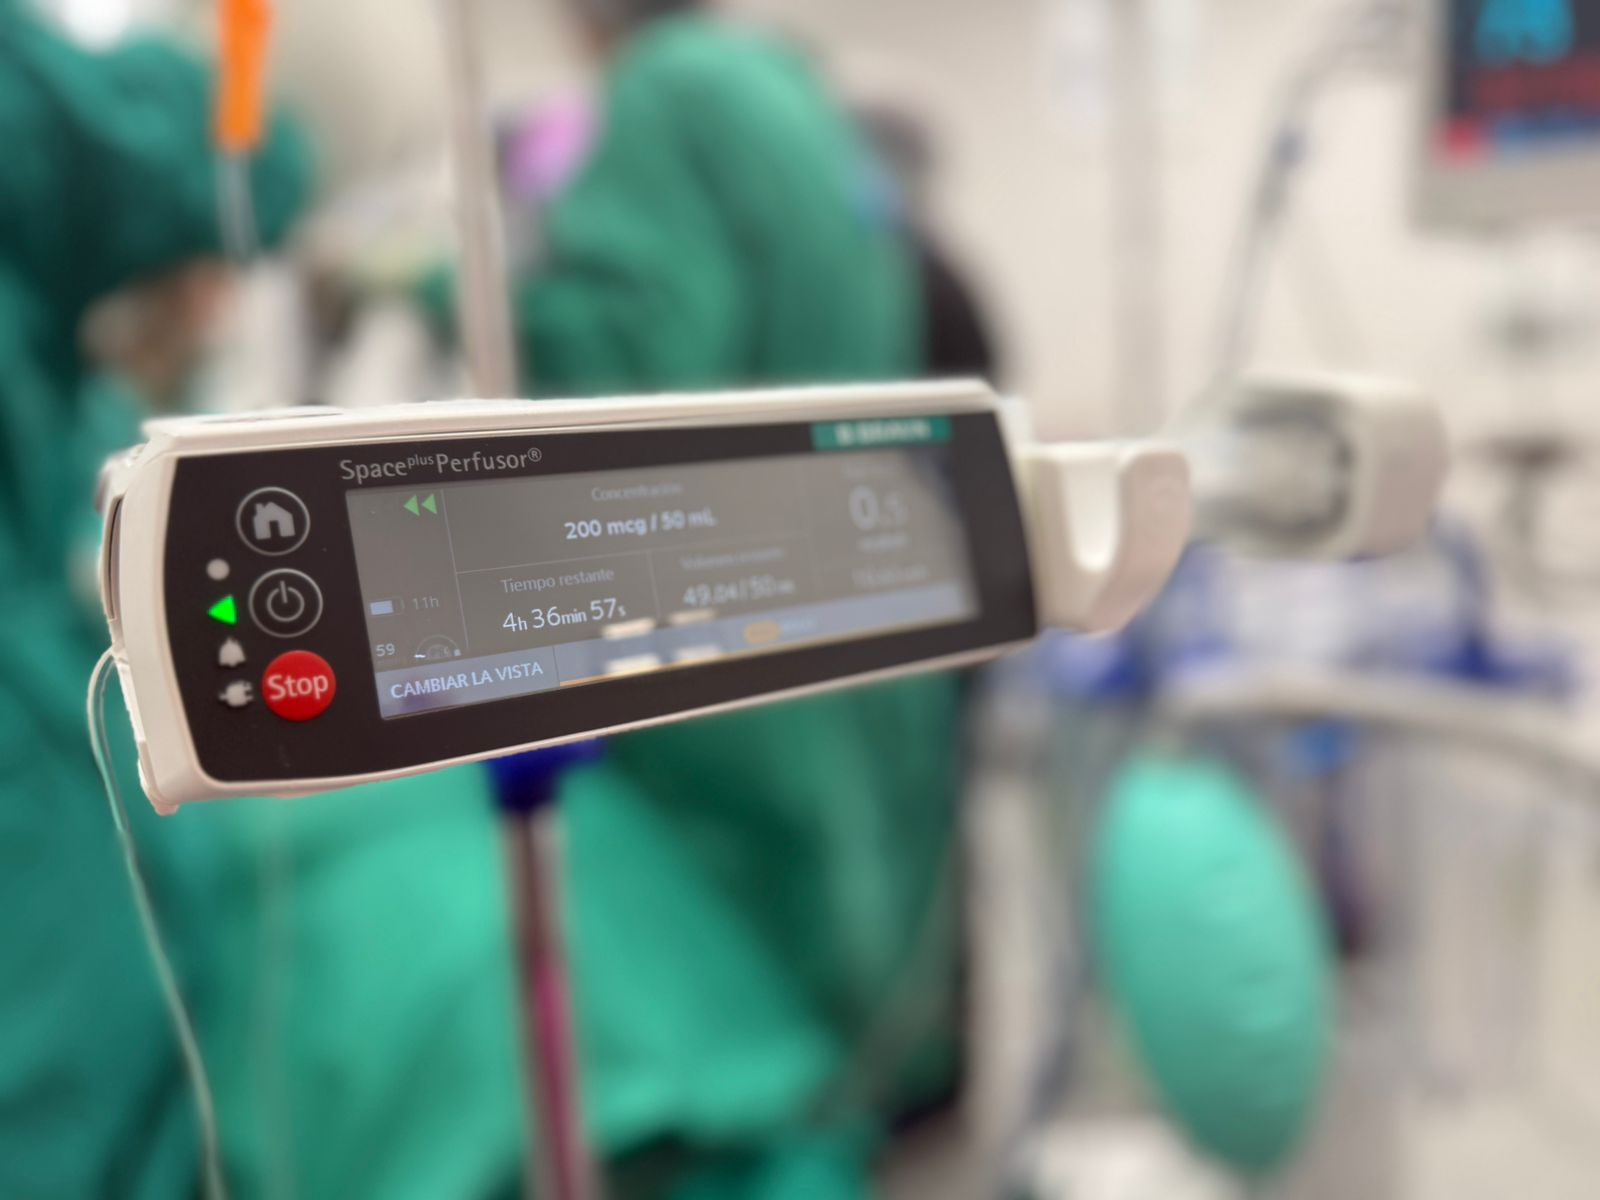 Space plus Perfusor®
B BRAUN
Concentración
200 mcg / 50 mL
Tiempo restante
4h 36min 57s
49.04/50
11h
59
CAMBIAR LA VISTA
Stop